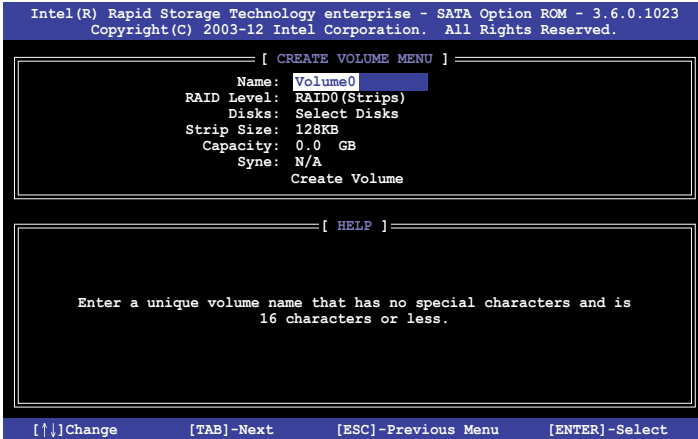 Intel(R) Rapid Storage Technology enterprise - SATA Option ROM - 3.6.0.1023
Copyright(C) 2003-12 Intel Corporation. All Rights Reserved.
[ CREATE VOLUME MENU ]
Name: Volume0
RAID Level: RAID0(Strips)
Disks: Select Disks
Strip Size: 128KB
Capacity: 0.0 GB
Syne: N/A
Create Volume
[ HELP ]
Enter a unique volume name that has no special characters and is
16 characters or less.
[↑↓]Change [TAB]-Next [ESC]-Previous Menu [ENTER]-Select